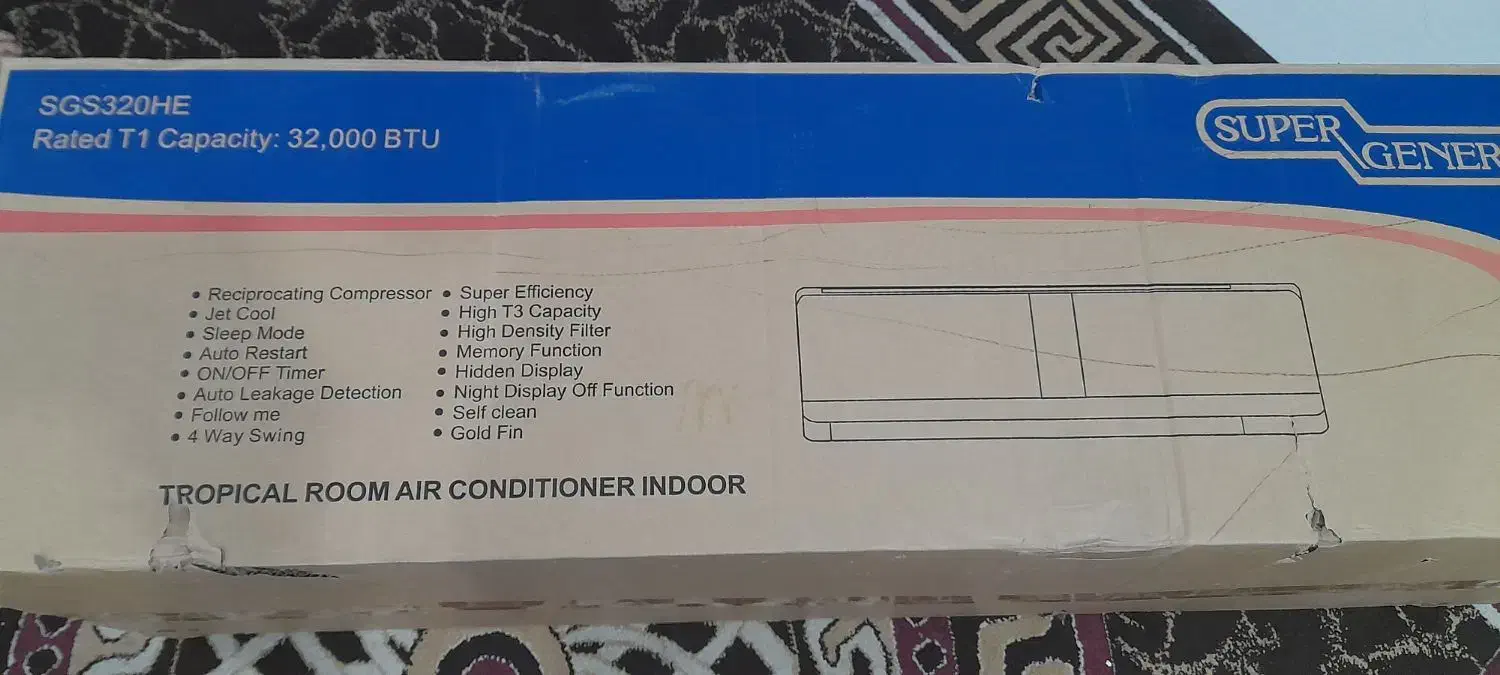 SGS320HE
Rated T1 Capacity: 32,000 BTU
SUPER
GENER
• Reciprocating Compressor
• Jet Cool
• Sleep Mode
• Auto Restart
• ON/OFF Timer
• Auto Leakage Detection
• Follow me
• 4 Way Swing
• Super Efficiency
• High T3 Capacity
• High Density Filter
• Memory Function
• Hidden Display
• Night Display Off Function
• Self clean
• Gold Fin
TROPICAL ROOM AIR CONDITIONER INDOOR